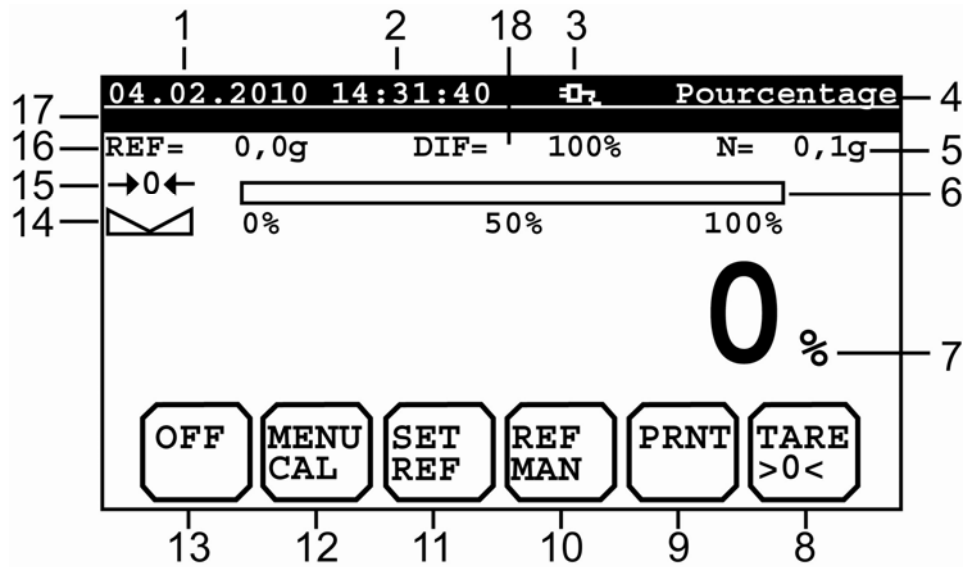 1 2 18 3
04.02.2010 14:31:40 Pourcentage 4
17
16 REF= 0,0g DIF= 100% N= 0,1g 5
15 →0← 6
14 0% 50% 100%
0 % 7
OFF MENU CAL SET REF REF MAN PRNT TARE >0<
13 12 11 10 9 8